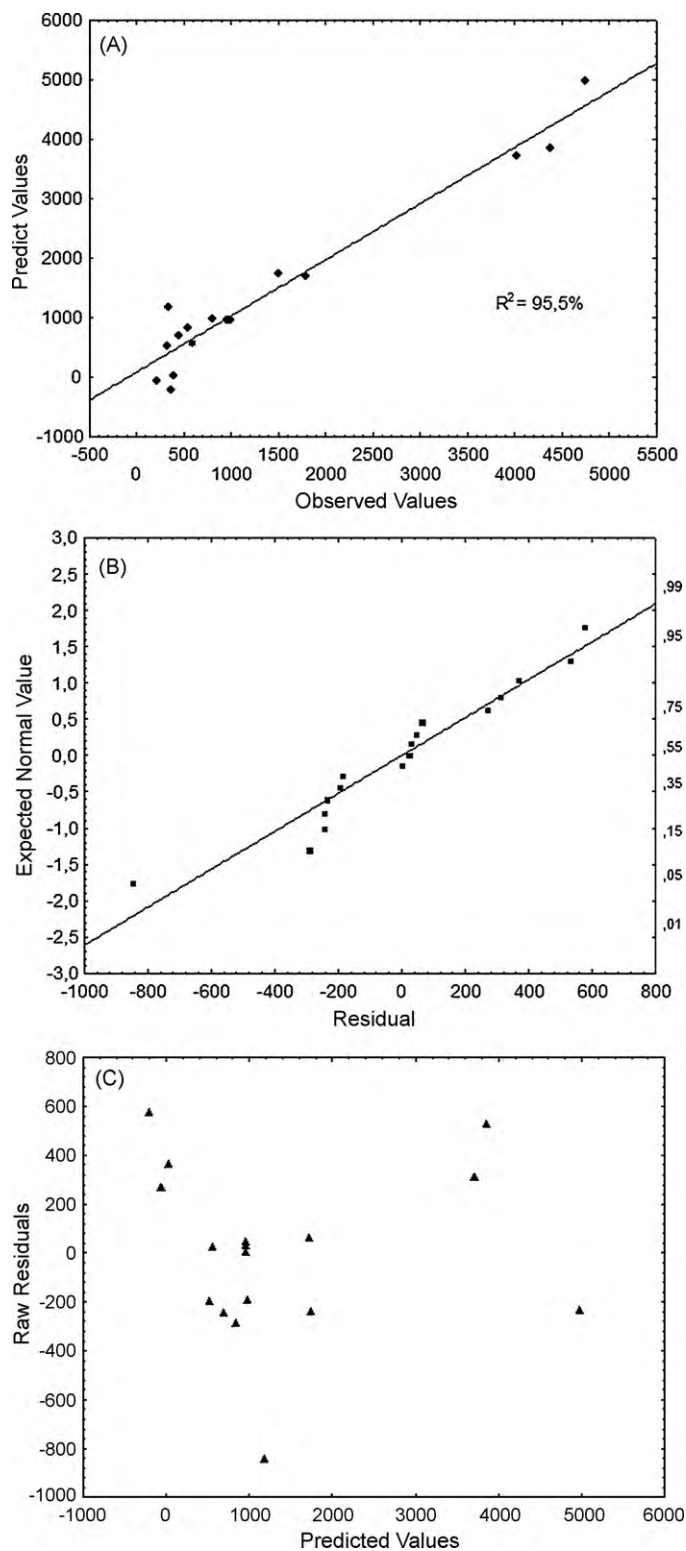 6000
(A)
5000
4000
3000
2000
1000
0
-1000
Predict Values
R² = 95,5%
-500 500 1500 2500 3500 4500 5500
0 1000 2000 3000 4000 5000
Observed Values
3,0
(B)
2,5
2,0
1,5
1,0
0,5
0,0
-0,5
-1,0
-1,5
-2,0
-2,5
-3,0
Expected Normal Value
,99
,95
,75
,55
,35
,15
,05
,01
-1000 -800 -600 -400 -200 0 200 400 600 800
Residual
800
(C)
600
400
200
0
-200
-400
-600
-800
-1000
Raw Residuals
-1000 0 1000 2000 3000 4000 5000 6000
Predicted Values